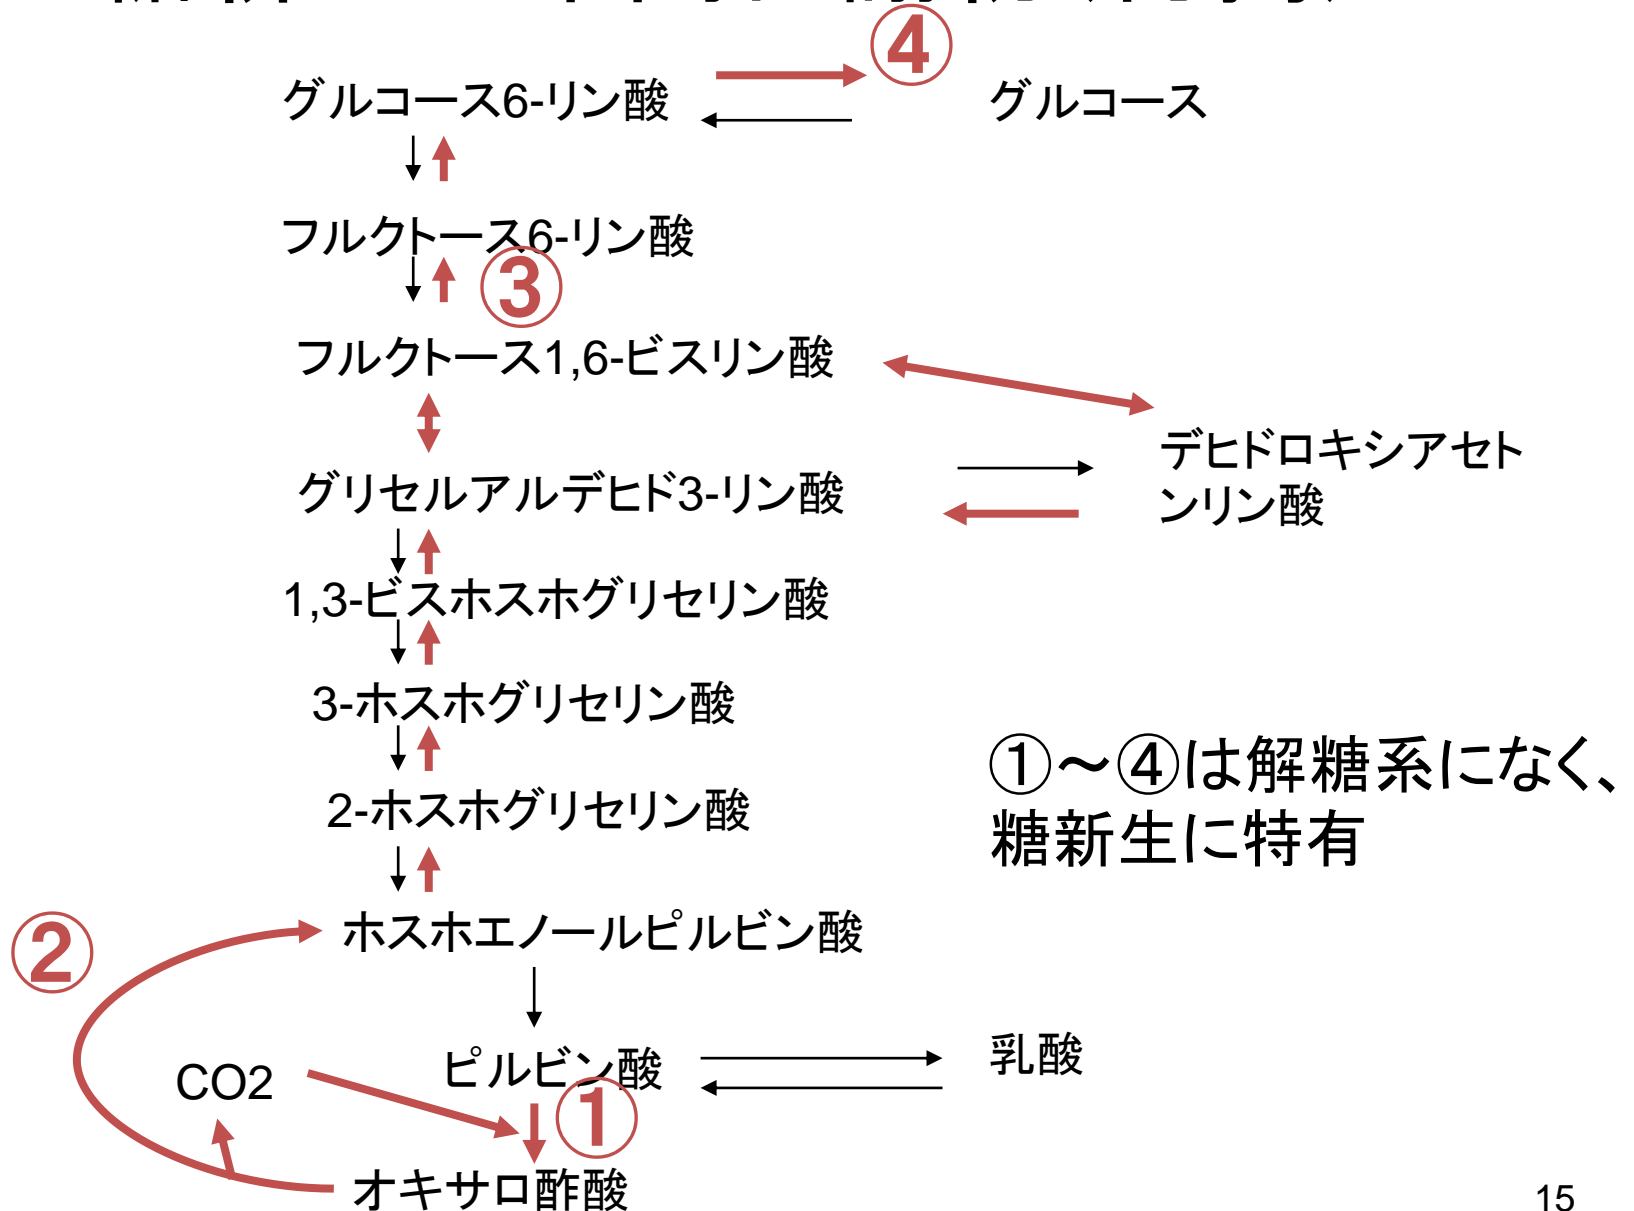 ④
グルコース6-リン酸
グルコース
フルクトース6-リン酸
③
フルクトース1,6-ビスリン酸
デヒドロキシアセト
ンリン酸
グリセルアルデヒド3-リン酸
1,3-ビスホスホグリセリン酸
3-ホスホグリセリン酸
①～④は解糖系になく、
糖新生に特有
2-ホスホグリセリン酸
②
ホスホエノールピルビン酸
ピルビン酸
乳酸
CO2
①
オキサロ酢酸
15